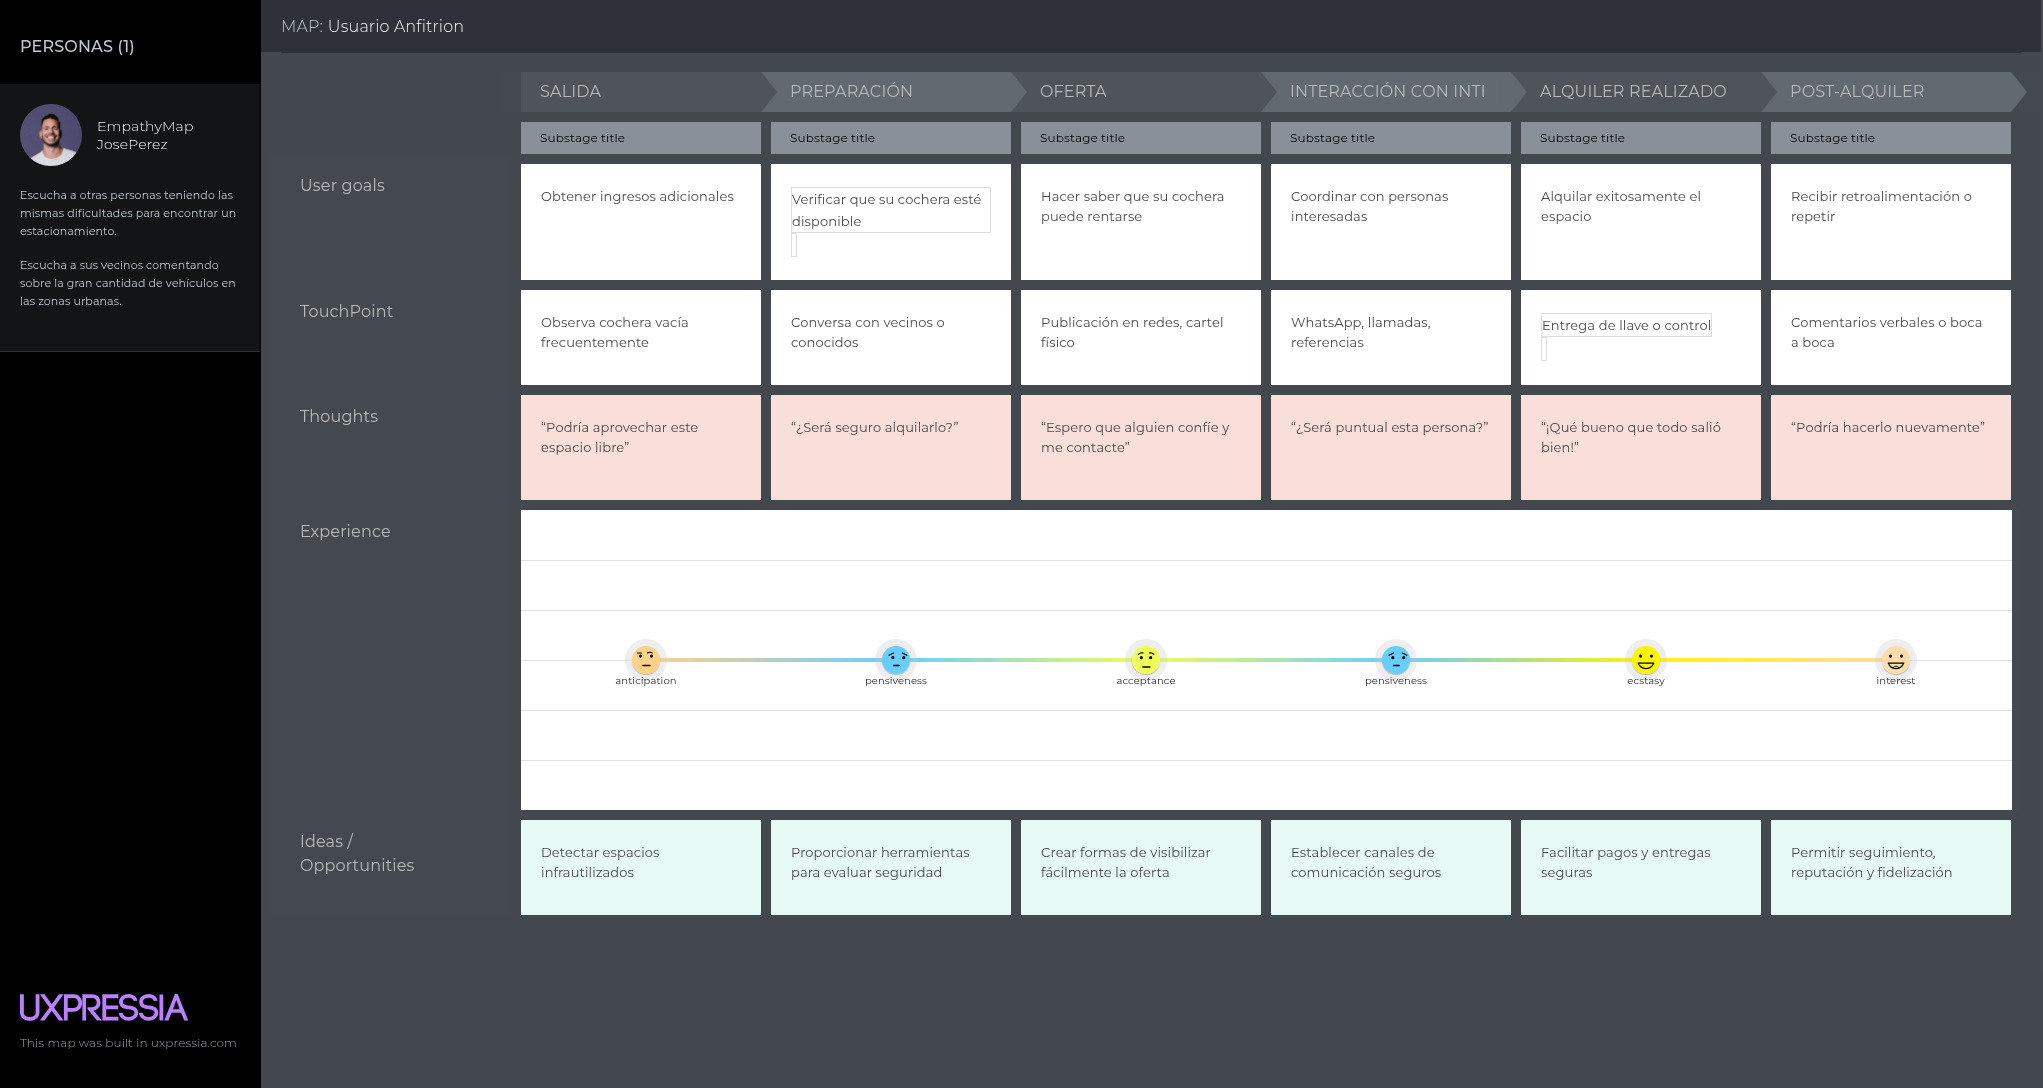 PERSONAS (1)
EmpathyMap
JosePerez
Escucha a otras personas teniendo las
mismas dificultades para encontrar un
estacionamiento.
Escucha a sus vecinos comentando
sobre la gran cantidad de vehículos en
las zonas urbanas.
UXPRESSIA
This map was built in uxpressia.com
MAP: Usuario Anfitrion
SALIDA
PREPARACIÓN
OFERTA
INTERACCIÓN CON INTI
ALQUILER REALIZADO
POST-ALQUILER
Substage title
Substage title
Substage title
Substage title
Substage title
Substage title
User goals
Obtener ingresos adicionales
Verificar que su cochera esté
disponible
Hacer saber que su cochera
puede rentarse
Coordinar con personas
interesadas
Alquilar exitosamente el
espacio
Recibir retroalimentación o
repetir
TouchPoint
Observa cochera vacía
frecuentemente
Conversa con vecinos o
conocidos
Publicación en redes, cartel
físico
WhatsApp, llamadas,
referencias
Entrega de llave o control
Comentarios verbales o boca
a boca
Thoughts
“Podría aprovechar este
espacio libre”
“¿Será seguro alquilarlo?”
“Espero que alguien confíe y
me contacte”
“¿Será puntual esta persona?”
“¡Qué bueno que todo salió
bien!”
“Podría hacerlo nuevamente”
Experience
anticipation
pensiveness
acceptance
pensiveness
ecstasy
interest
Ideas /
Opportunities
Detectar espacios
infrautilizados
Proporcionar herramientas
para evaluar seguridad
Crear formas de visibilizar
fácilmente la oferta
Establecer canales de
comunicación seguros
Facilitar pagos y entregas
seguras
Permitir seguimiento,
reputación y fidelización